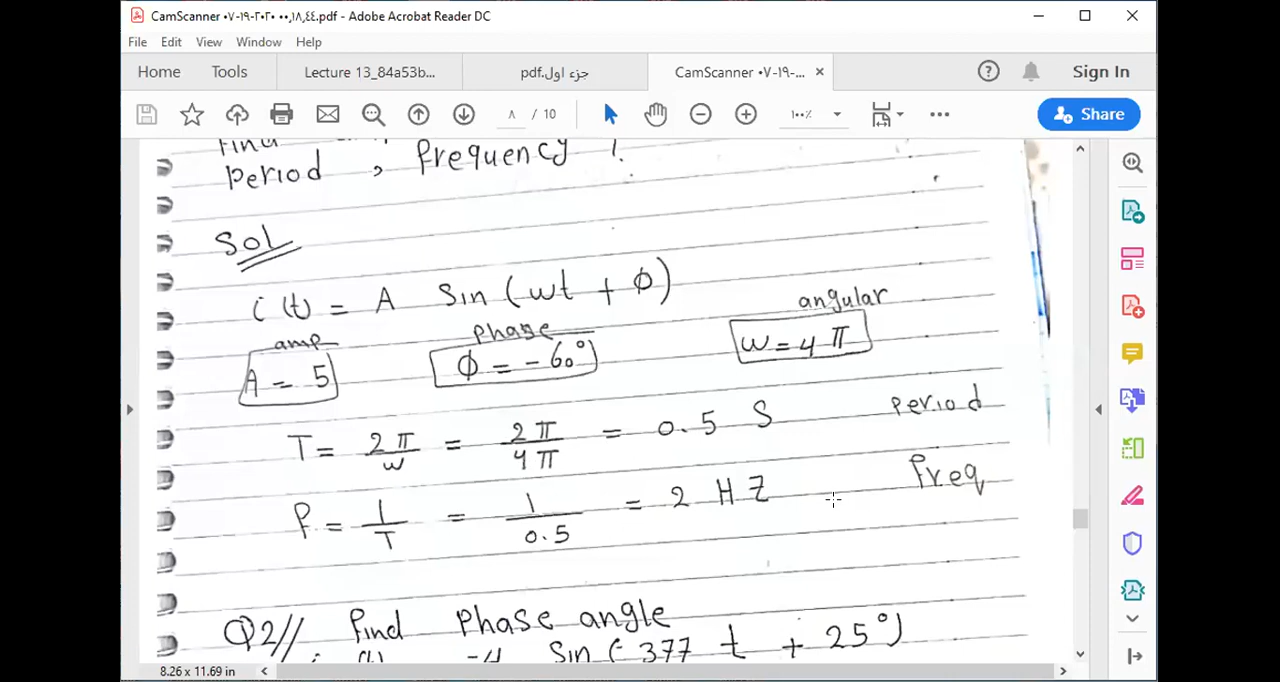 CamScanner ٠٧-١٩-٢٠٢٠ ٠٠,١٨,٤٤.pdf - Adobe Acrobat Reader DC
File Edit View Window Help
Home Tools Lecture 13_84a53b... جزء اول.pdf CamScanner ٠٧-١٩-... × Sign In
٨ / 10 ١٠٠٪ Share
Find
period , frequency ?
Sol
i(t) = A Sin (ωt + Ø)
amp phase angular
A = 5 Ø = -60° ω = 4π
T = 2π/ω = 2π/4π = 0.5 S period
f = 1/T = 1/0.5 = 2 HZ freq
Q2// find phase angle
-4 Sin (377 t + 25°)
8.26 x 11.69 in